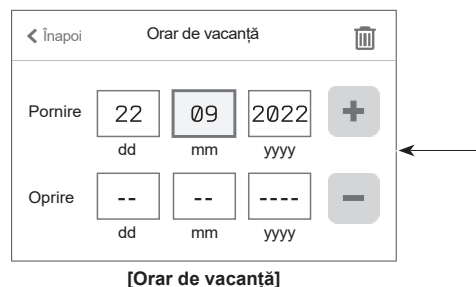 Înapoi Orar de vacanță
Pornire 22 09 2022
dd mm yyyy
Oprire -- -- ----
dd mm yyyy
[Orar de vacanță]